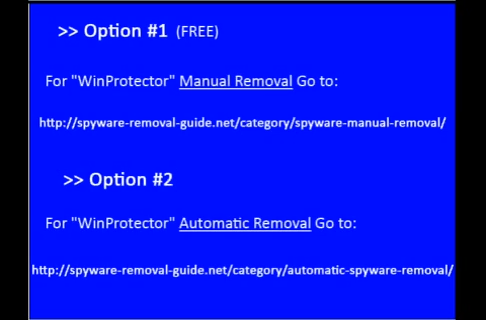 >> Option #1 (FREE)
For "WinProtector" Manual Removal Go to:
http://spyware-removal-guide.net/category/spyware-manual-removal/
>> Option #2
For "WinProtector" Automatic Removal Go to:
http://spyware-removal-guide.net/category/automatic-spyware-removal/